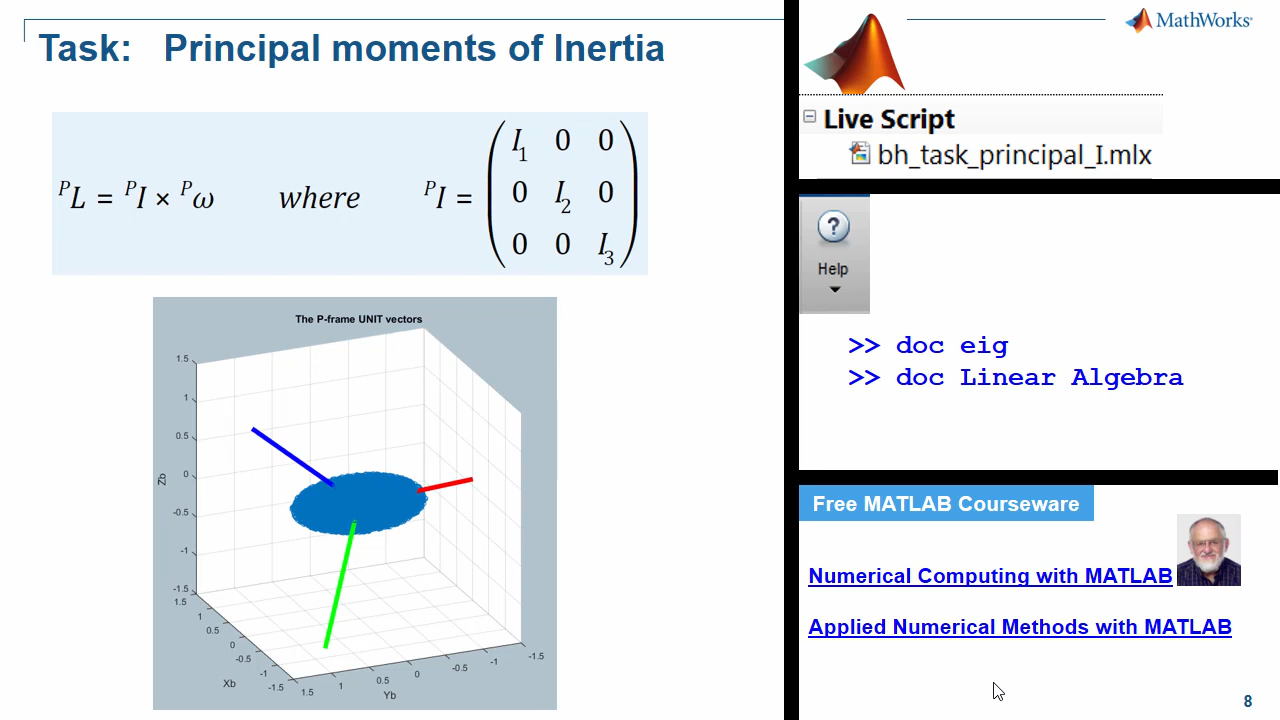 Task: Principal moments of Inertia
ᴾL = ᴾI × ᴾω where ᴾI =
I₁ 0 0
0 I₂ 0
0 0 I₃
The P-frame UNIT vectors
1.5
1
0.5
0
-0.5
-1
-1.5
Zb
1.5
1
0.5
0
-0.5
-1
-1.5
Xb
1.5
1
0.5
0
-0.5
-1
-1.5
Yb
MathWorks®
Live Script
bh_task_principal_I.mlx
?
Help
>> doc eig
>> doc Linear Algebra
Free MATLAB Courseware
Numerical Computing with MATLAB
Applied Numerical Methods with MATLAB
8